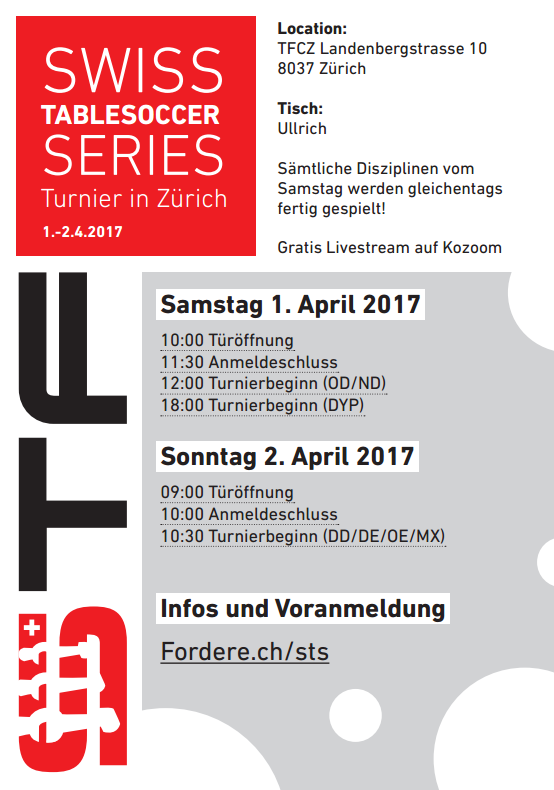 SWISS
TABLESOCCER
SERIES
Turnier in Zürich
1.-2.4.2017
Location:
TFCZ Landenbergstrasse 10
8037 Zürich
Tisch:
Ullrich
Sämtliche Disziplinen vom
Samstag werden gleichentags
fertig gespielt!
Gratis Livestream auf Kozoom
Samstag 1. April 2017
10:00 Türöffnung
11:30 Anmeldeschluss
12:00 Turnierbeginn (OD/ND)
18:00 Turnierbeginn (DYP)
Sonntag 2. April 2017
09:00 Türöffnung
10:00 Anmeldeschluss
10:30 Turnierbeginn (DD/DE/OE/MX)
Infos und Voranmeldung
Fordere.ch/sts
STF